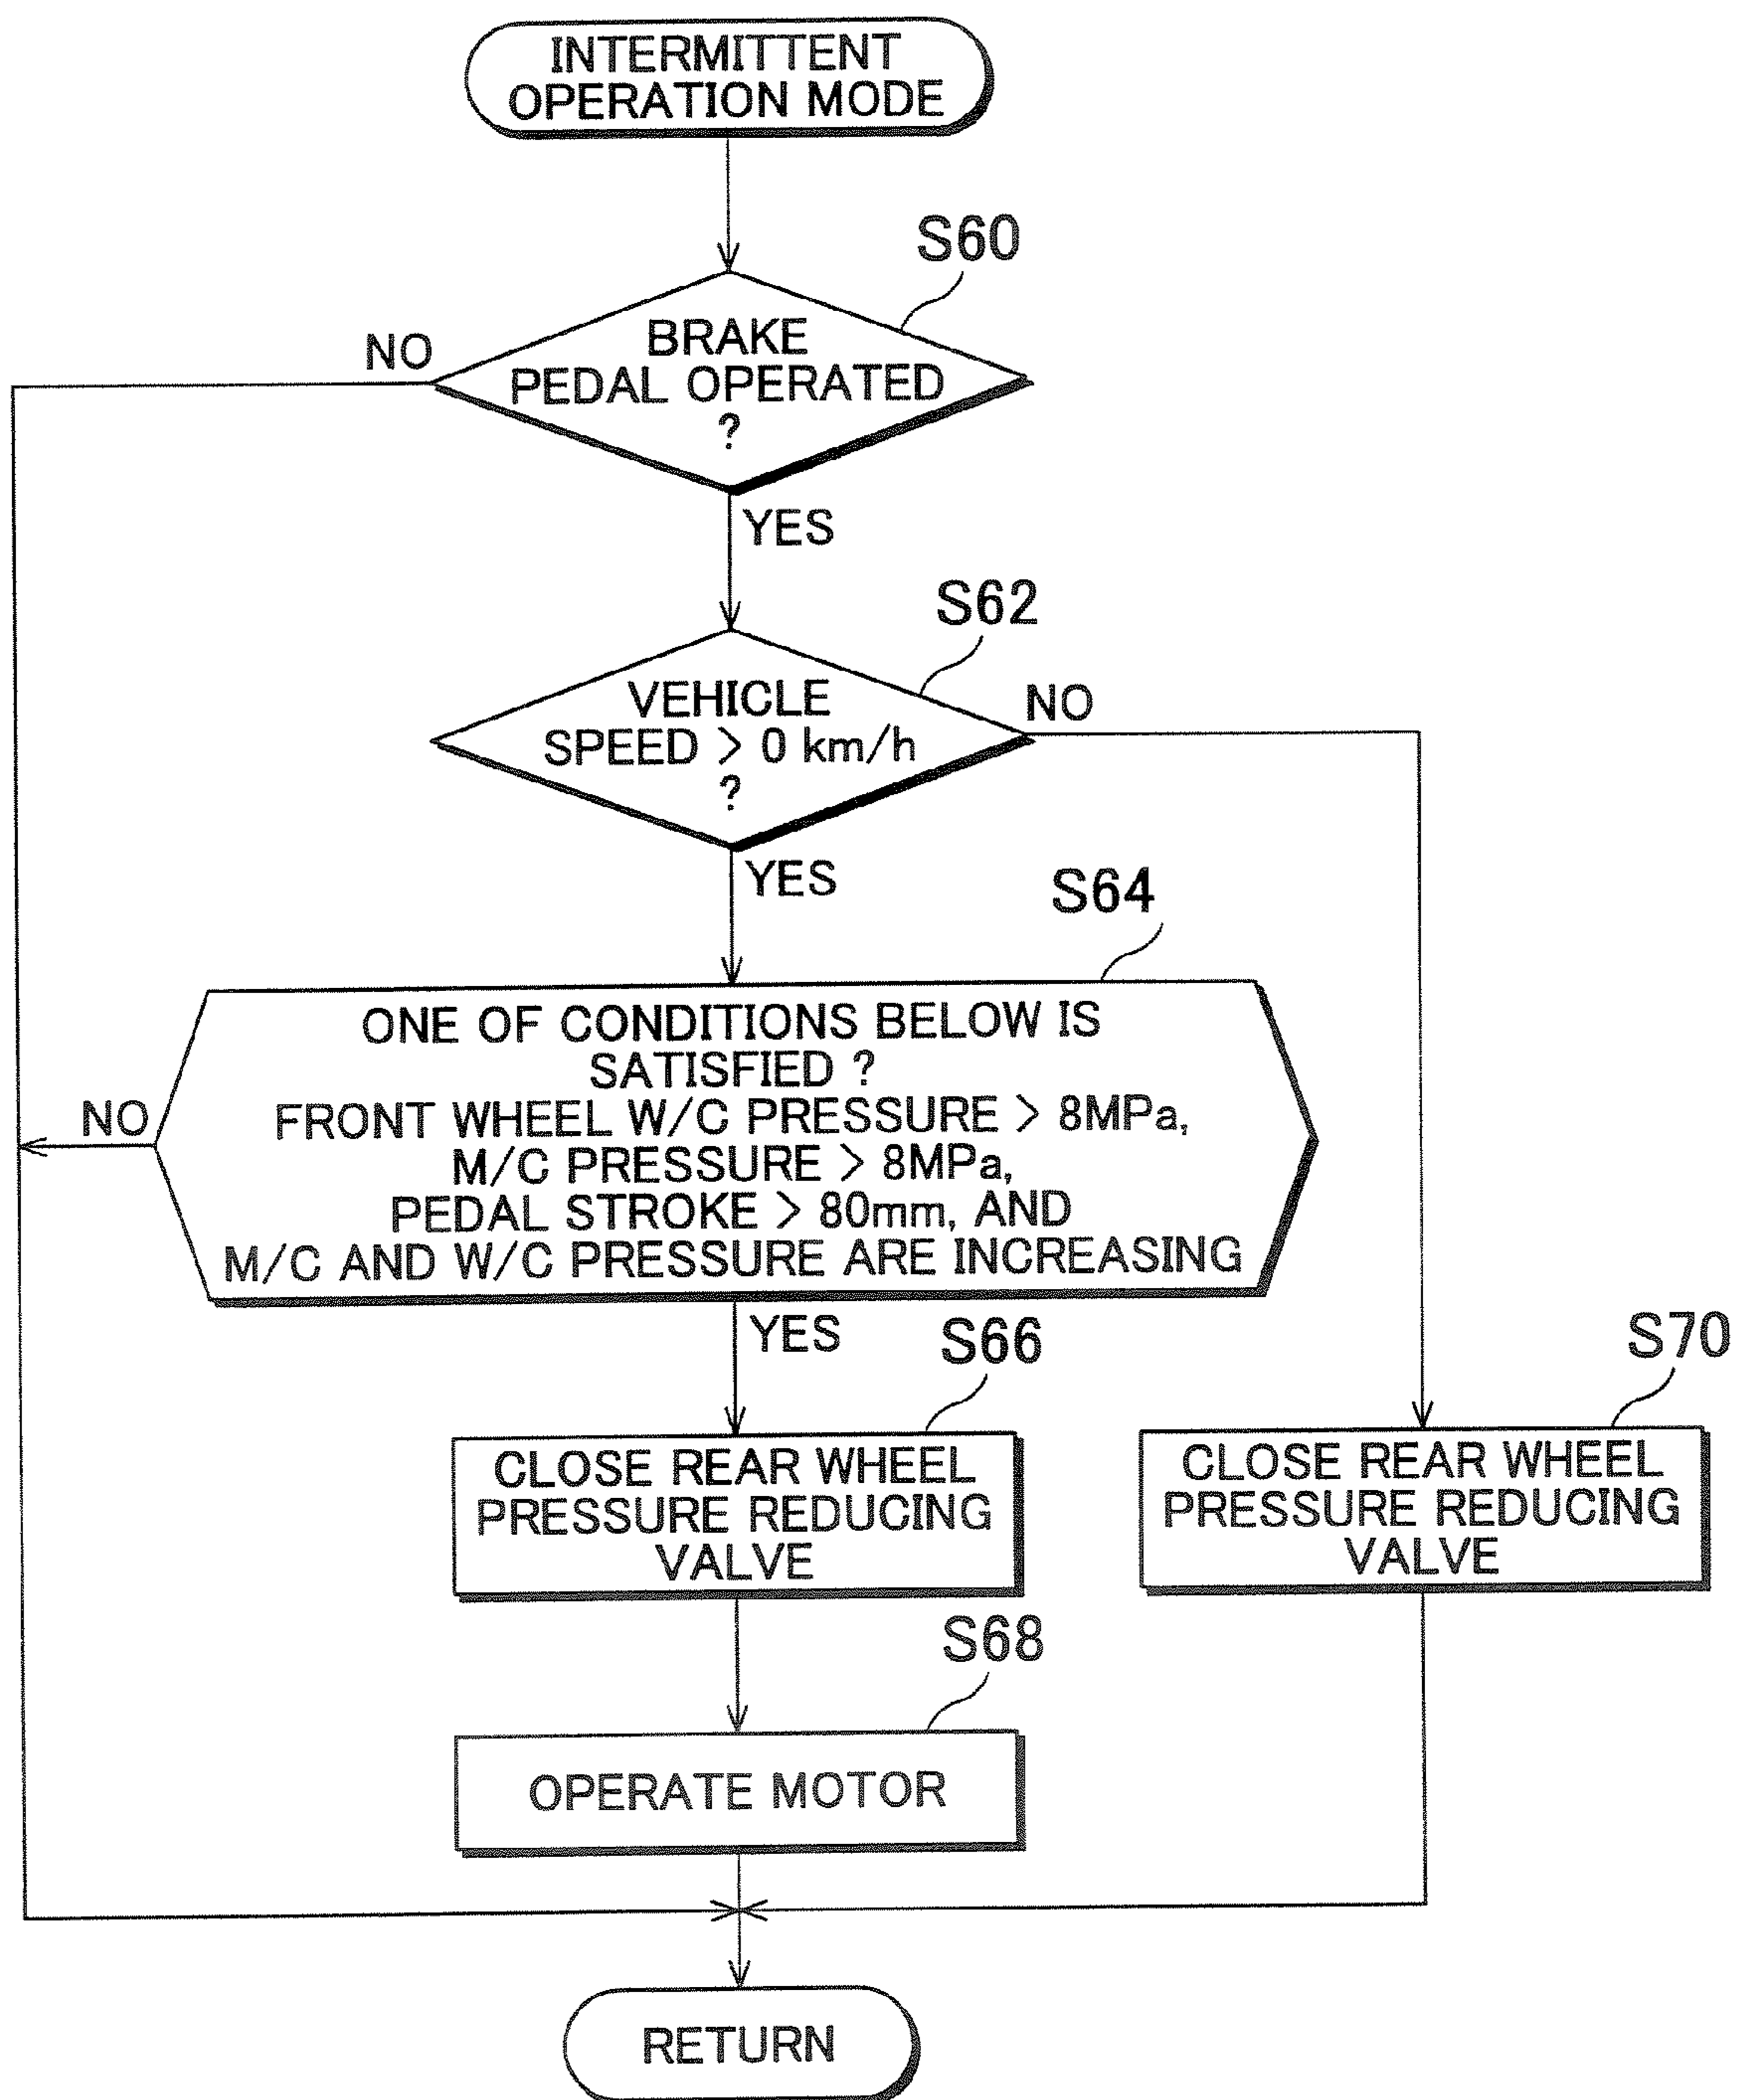 INTERMITTENT
OPERATION MODE
S60
BRAKE
PEDAL OPERATED
?
NO
YES
S62
VEHICLE
SPEED > 0 km/h
?
NO
YES
S64
ONE OF CONDITIONS BELOW IS
SATISFIED ?
FRONT WHEEL W/C PRESSURE > 8MPa,
M/C PRESSURE > 8MPa,
PEDAL STROKE > 80mm, AND
M/C AND W/C PRESSURE ARE INCREASING
NO
YES
S66
CLOSE REAR WHEEL
PRESSURE REDUCING
VALVE
S70
CLOSE REAR WHEEL
PRESSURE REDUCING
VALVE
S68
OPERATE MOTOR
RETURN